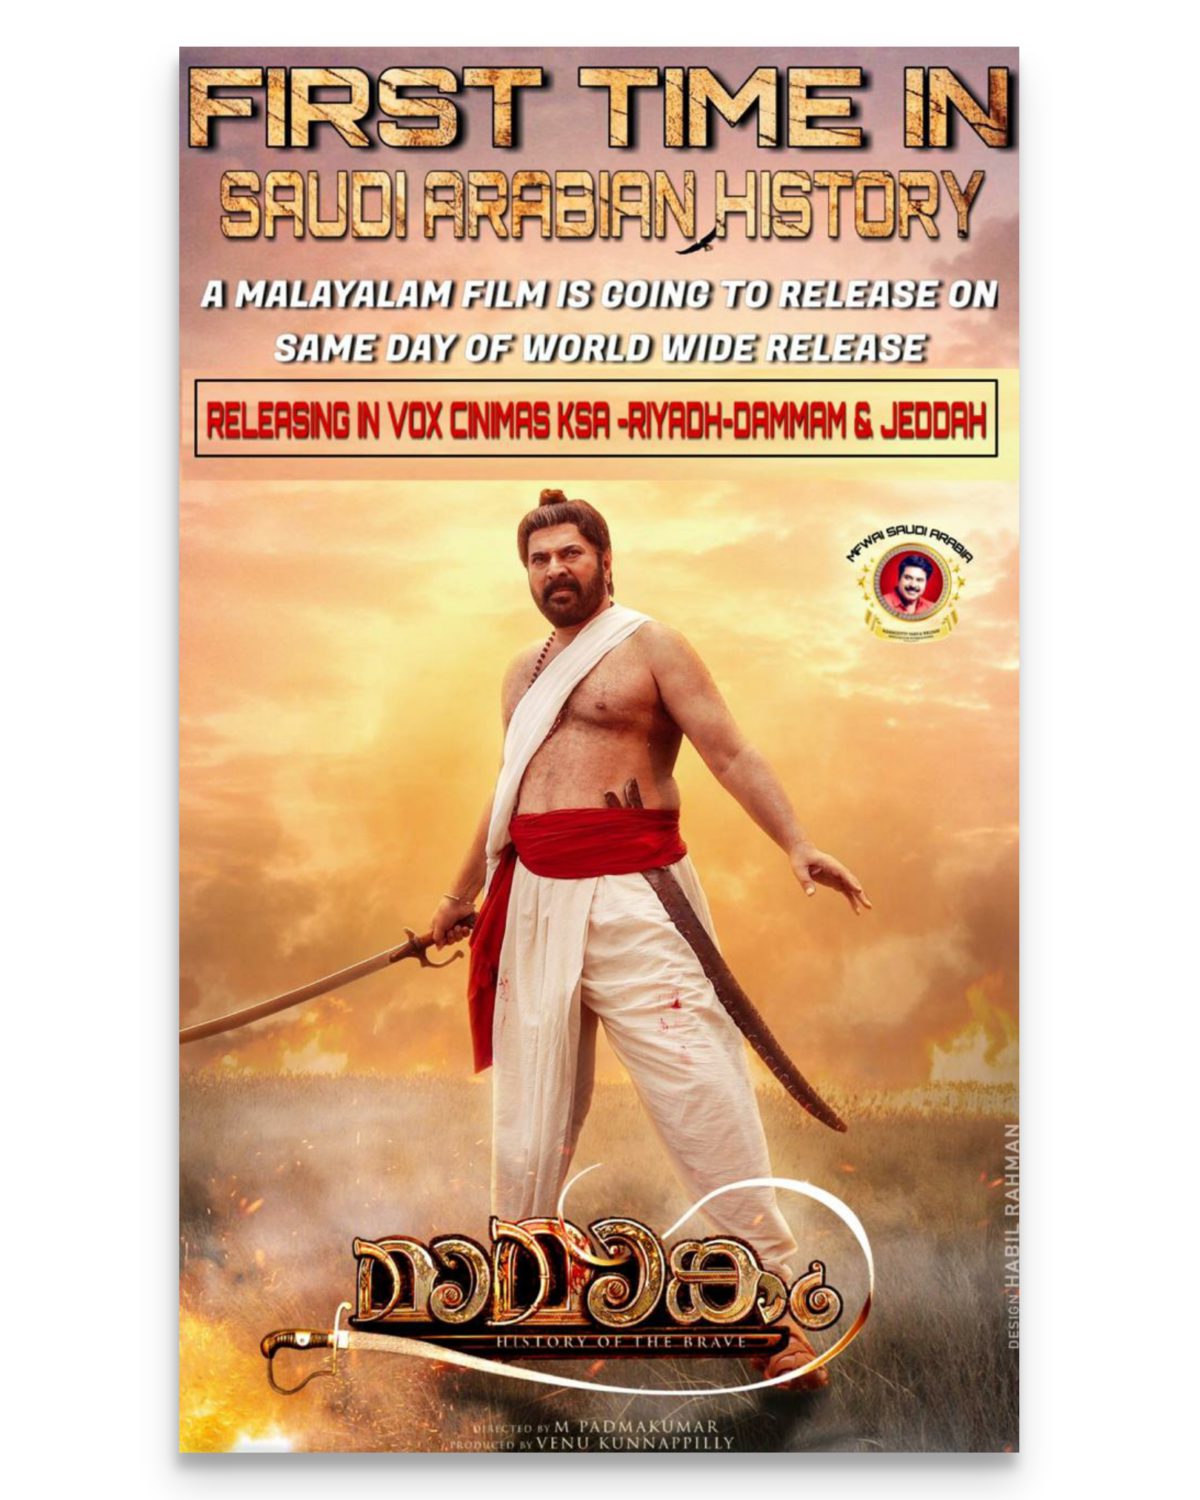 FIRST TIME IN
SAUDI ARABIAN HISTORY
A MALAYALAM FILM IS GOING TO RELEASE ON
SAME DAY OF WORLD WIDE RELEASE
RELEASING IN VOX CINIMAS KSA -RIYADH-DAMMAM & JEDDAH
MFWAI SAUDI ARABIA
മാമാങ്കം
HISTORY OF THE BRAVE
DIRECTED BY M PADMAKUMAR
PRODUCED BY VENU KUNNAPPILLY
DESIGN HABIL RAHMAN